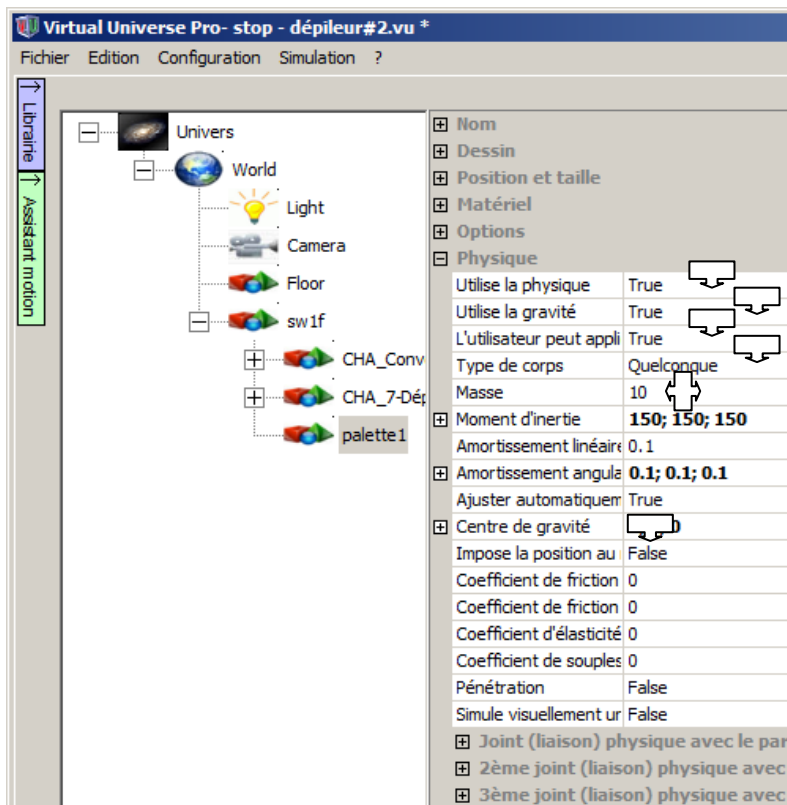 Virtual Universe Pro- stop - dépileur#2.vu *
Fichier Edition Configuration Simulation ?
↑ Librairie
↑ Assistant motion
Univers
World
Light
Camera
Floor
sw1f
CHA_Conv
CHA_7-Dép
palette1
Nom
Dessin
Position et taille
Matériel
Options
Physique
Utilise la physique True
Utilise la gravité True
L'utilisateur peut appli True
Type de corps Quelconque
Masse 10
Moment d'inertie 150; 150; 150
Amortissement linéaire 0.1
Amortissement angula 0.1; 0.1; 0.1
Ajuster automatiquem True
Centre de gravité 0
Impose la position au False
Coefficient de friction 0
Coefficient de friction 0
Coefficient d'élasticité 0
Coefficient de souples 0
Pénétration False
Simule visuellement un False
Joint (liaison) physique avec le par
2ème joint (liaison) physique avec
3ème joint (liaison) physique avec